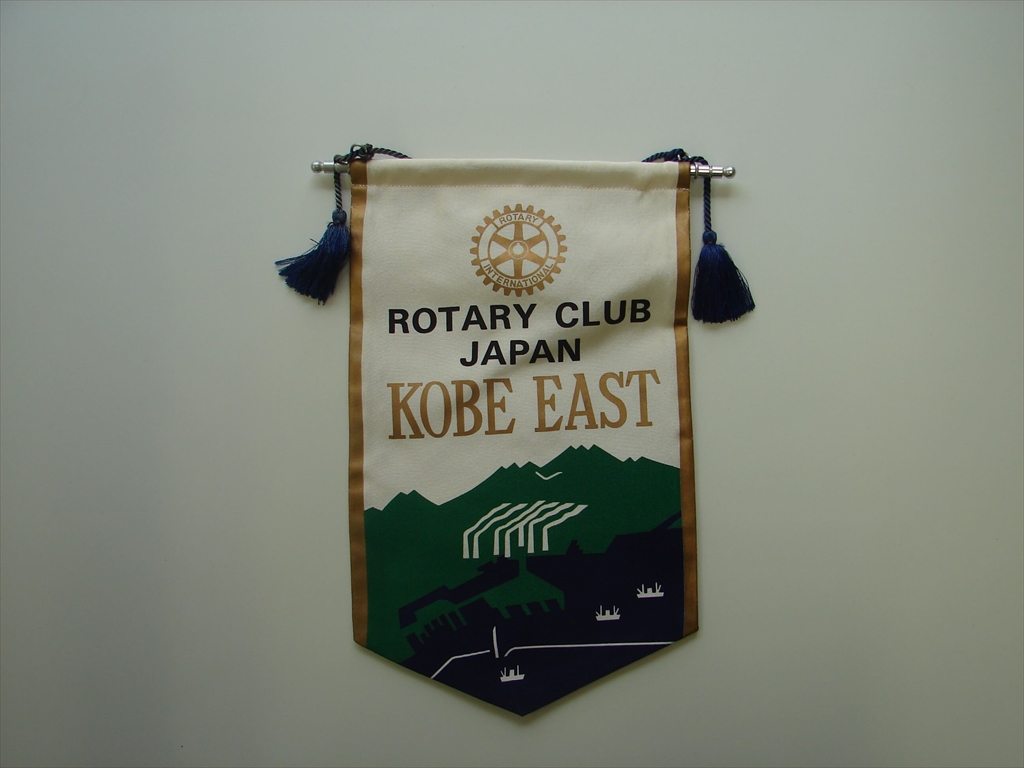 ROTARY
INTERNATIONAL
ROTARY CLUB
JAPAN
KOBE EAST